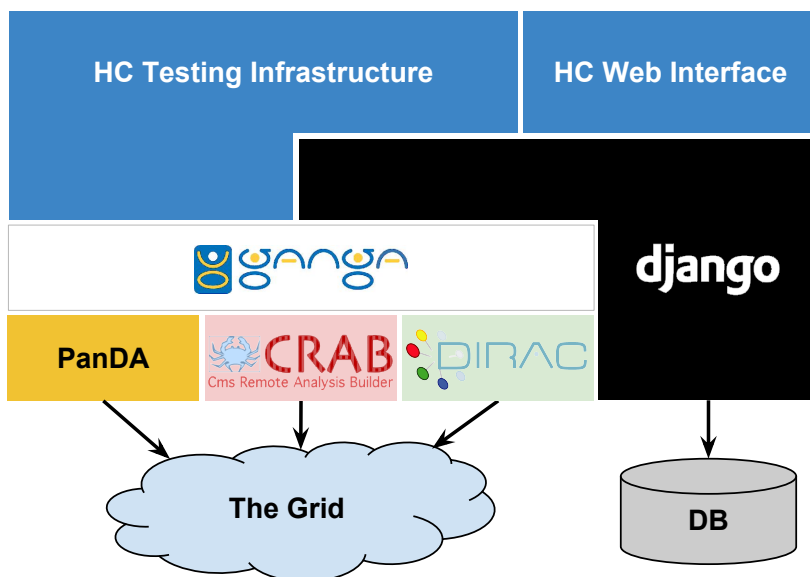 HC Testing Infrastructure
HC Web Interface
ganga
django
PanDA
CRAB
Cms Remote Analysis Builder
DIRAC
The Grid
DB